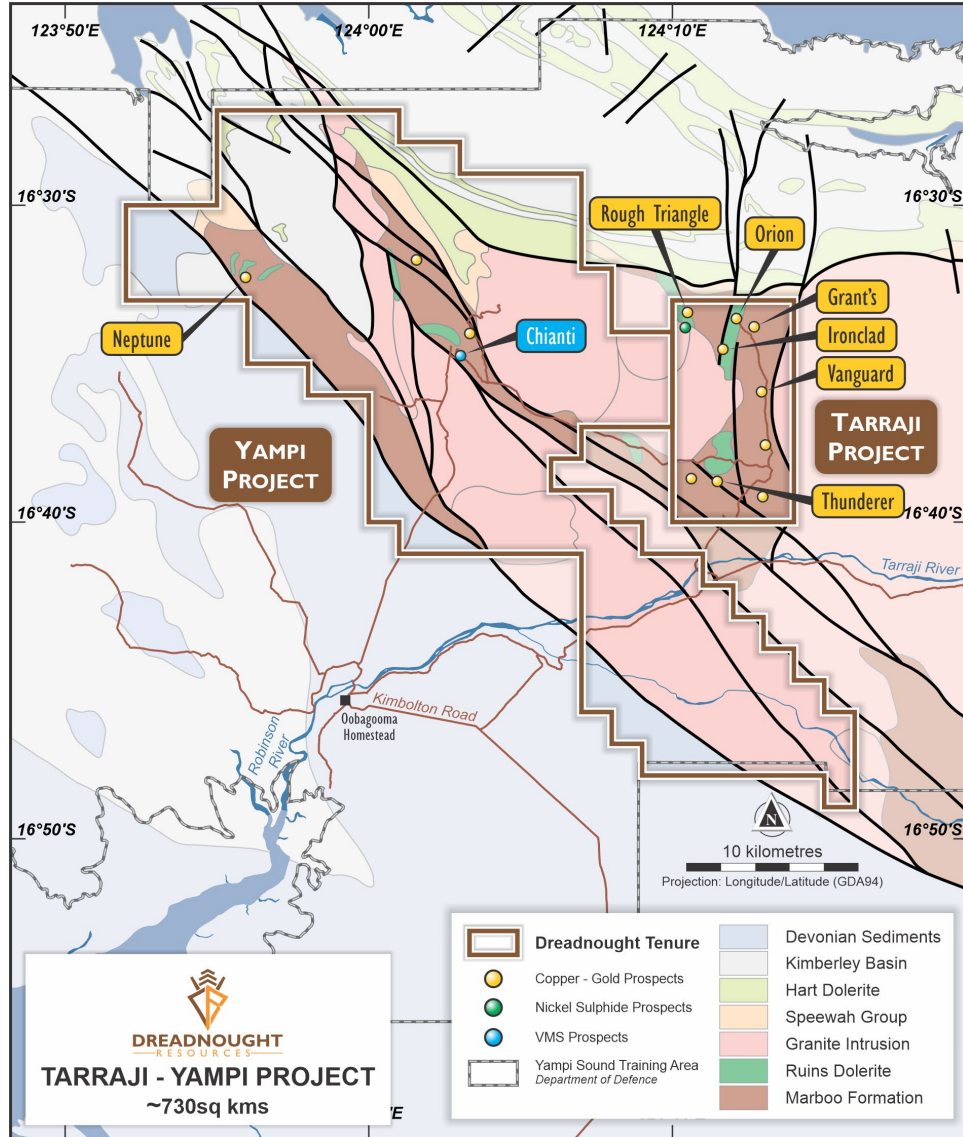 123°50'E
124°00'E
124°10'E
16°30'S
16°30'S
Rough Triangle
Orion
Grant's
Neptune
Chianti
Ironclad
Vanguard
YAMPI
PROJECT
TARRAJI
PROJECT
Thunderer
16°40'S
16°40'S
Tarraji River
Kimbolton Road
Oobagooma
Homestead
Robinson
River
16°50'S
16°50'S
N
10 kilometres
Projection: Longitude/Latitude (GDA94)
Dreadnought Tenure
Copper - Gold Prospects
Nickel Sulphide Prospects
VMS Prospects
Yampi Sound Training Area
Department of Defence
Devonian Sediments
Kimberley Basin
Hart Dolerite
Speewah Group
Granite Intrusion
Ruins Dolerite
Marboo Formation
DREADNOUGHT
RESOURCES
TARRAJI - YAMPI PROJECT
~730sq kms